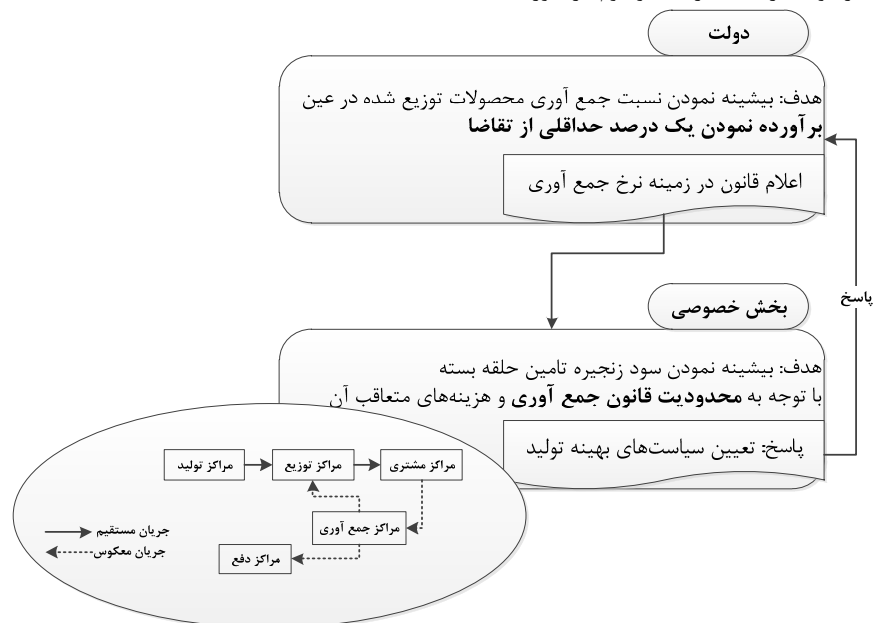 دولت
هدف: بیشینه نمودن نسبت جمع آوری محصولات توزیع شده در عین
برآورده نمودن یک درصد حداقلی از تقاضا
اعلام قانون در زمینه نرخ جمع آوری
پاسخ
بخش خصوصی
هدف: بیشینه نمودن سود زنجیره تامین حلقه بسته
با توجه به محدودیت قانون جمع آوری و هزینه‌های متعاقب آن
پاسخ: تعیین سیاست‌های بهینه تولید
مراکز مشتری
مراکز توزیع
مراکز تولید
مراکز جمع آوری
مراکز دفع
جریان مستقیم
جریان معکوس